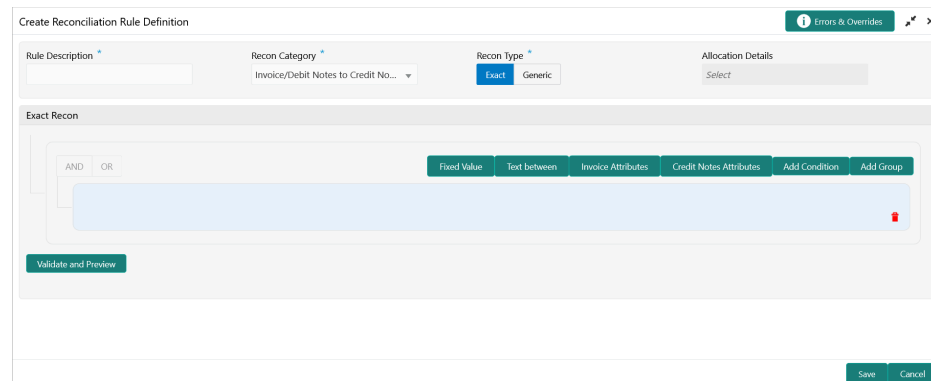 Create Reconciliation Rule Definition
Errors & Overrides
Rule Description *
Recon Category *
Recon Type *
Allocation Details
Invoice/Debit Notes to Credit No...
Exact Generic
Select
Exact Recon
AND OR
Fixed Value Text between Invoice Attributes Credit Notes Attributes Add Condition Add Group
Validate and Preview
Save Cancel